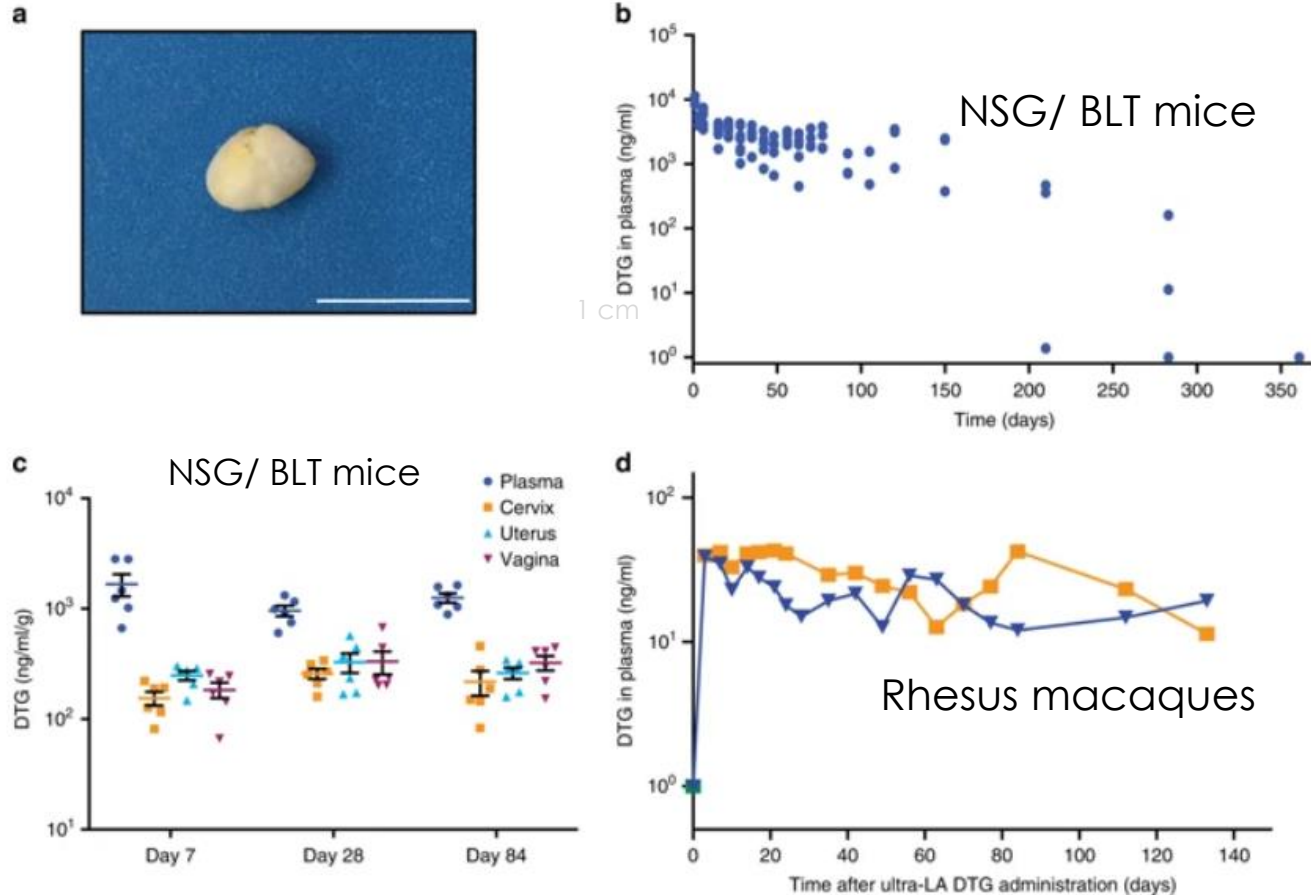 a
1 cm
b
NSG/ BLT mice
DTG in plasma (ng/ml)
10⁵
10⁴
10³
10²
10¹
10⁰
0 50 100 150 200 250 300 350
Time (days)
c
NSG/ BLT mice
Plasma
Cervix
Uterus
Vagina
DTG (ng/ml/g)
10⁴
10³
10²
10¹
Day 7 Day 28 Day 84
d
Rhesus macaques
DTG in plasma (ng/ml)
10²
10¹
10⁰
0 20 40 60 80 100 120 140
Time after ultra-LA DTG administration (days)